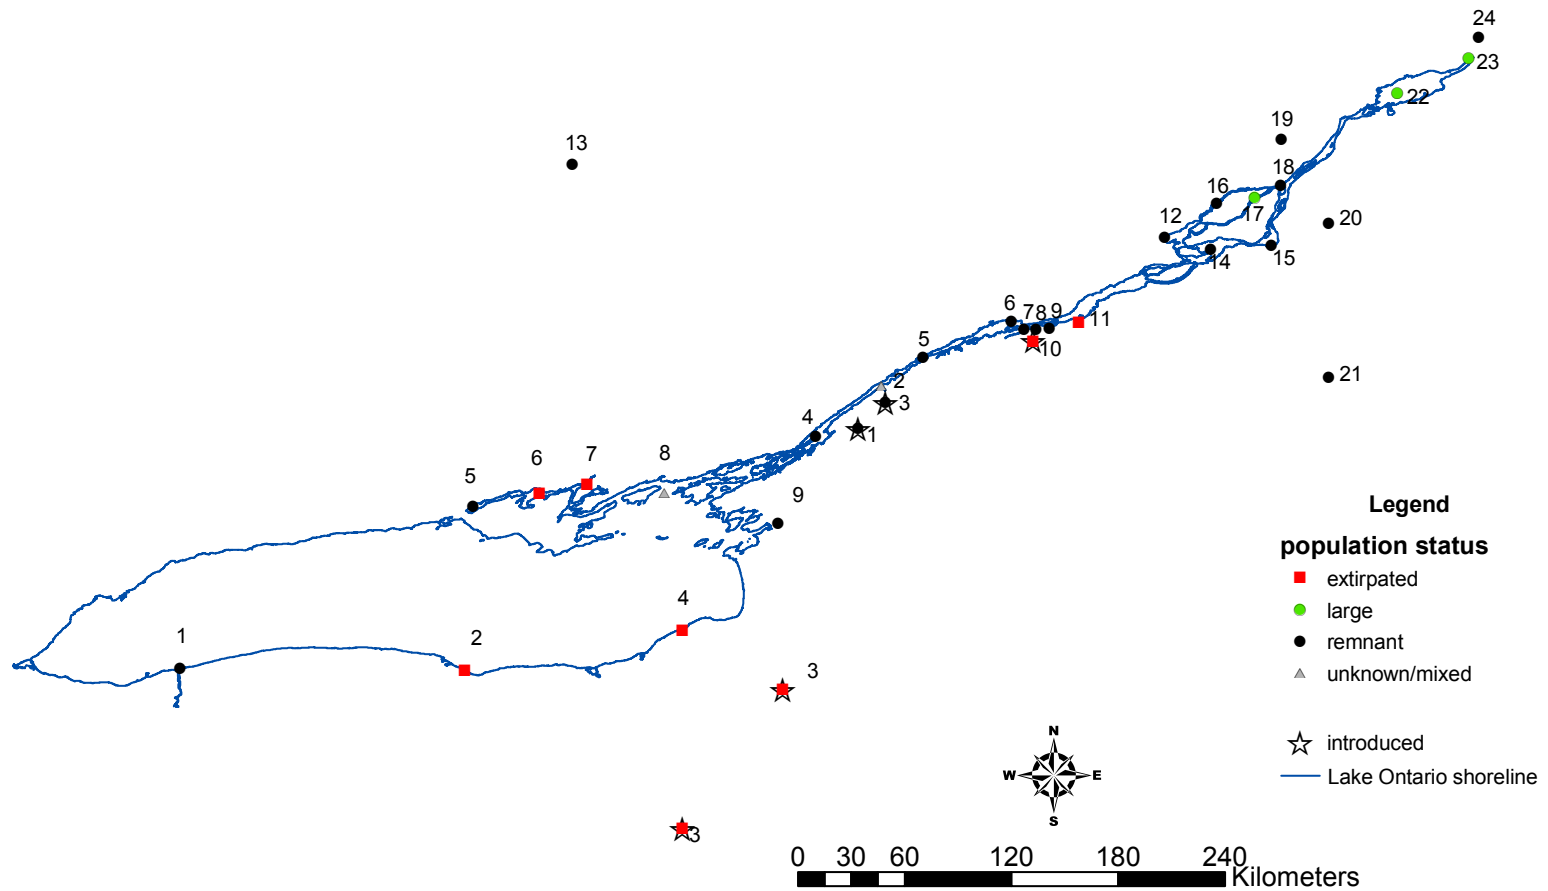 24
23
22
19
13
18
16
17
20
12
14
15
6
7
8
9
11
10
5
21
2
3
4
1
8
7
6
5
9
Legend
population status
extirpated
large
remnant
unknown/mixed
introduced
Lake Ontario shoreline
4
1
2
3
N
W
E
S
3
0 30 60 120 180 240
Kilometers